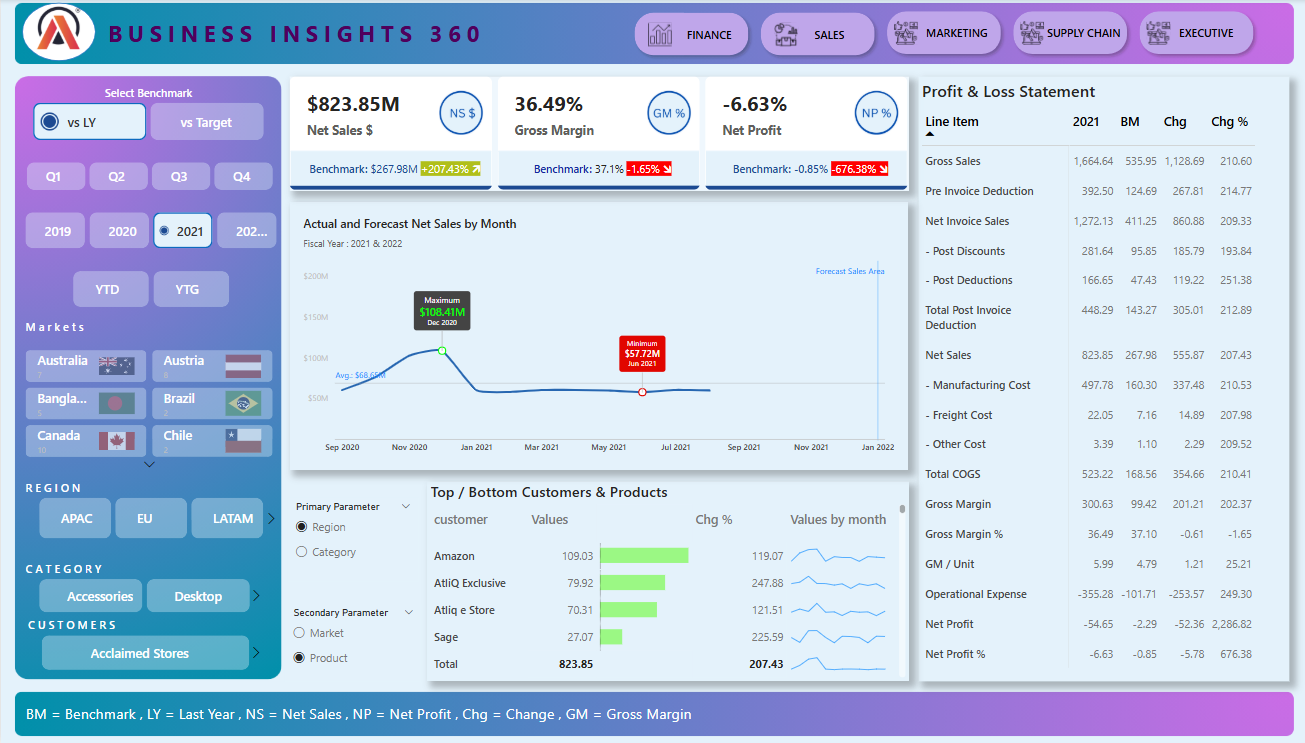 BUSINESS INSIGHTS 360
FINANCE
SALES
MARKETING
SUPPLY CHAIN
EXECUTIVE
Select Benchmark
vs LY
vs Target
Q1
Q2
Q3
Q4
2019
2020
2021
202...
YTD
YTG
Markets
Australia
7
Austria
Bangla...
5
Brazil
2
Canada
10
Chile
2
REGION
APAC
EU
LATAM
CATEGORY
Accessories
Desktop
CUSTOMERS
Acclaimed Stores
$823.85M
Net Sales $
NS $
Benchmark: $267.98M +207.43%
36.49%
Gross Margin
GM %
Benchmark: 37.1% -1.65%
-6.63%
Net Profit
NP %
Benchmark: -0.85% -676.38%
Actual and Forecast Net Sales by Month
Fiscal Year : 2021 & 2022
Forecast Sales Area
$200M
$150M
$100M
$50M
Avg.: $68.65M
Maximum
$108.41M
Dec 2020
Minimum
$57.72M
Jun 2021
Sep 2020 Nov 2020 Jan 2021 Mar 2021 May 2021 Jul 2021 Sep 2021 Nov 2021 Jan 2022
Primary Parameter
Region
Category
Secondary Parameter
Market
Product
Top / Bottom Customers & Products
customer Values Chg % Values by month
Amazon 109.03 119.07
AtliQ Exclusive 79.92 247.88
Atliq e Store 70.31 121.51
Sage 27.07 225.59
Total 823.85 207.43
Profit & Loss Statement
Line Item 2021 BM Chg Chg %
Gross Sales 1,664.64 535.95 1,128.69 210.60
Pre Invoice Deduction 392.50 124.69 267.81 214.77
Net Invoice Sales 1,272.13 411.25 860.88 209.33
- Post Discounts 281.64 95.85 185.79 193.84
- Post Deductions 166.65 47.43 119.22 251.38
Total Post Invoice
Deduction 448.29 143.27 305.01 212.89
Net Sales 823.85 267.98 555.87 207.43
- Manufacturing Cost 497.78 160.30 337.48 210.53
- Freight Cost 22.05 7.16 14.89 207.98
- Other Cost 3.39 1.10 2.29 209.52
Total COGS 523.22 168.56 354.66 210.41
Gross Margin 300.63 99.42 201.21 202.37
Gross Margin % 36.49 37.10 -0.61 -1.65
GM / Unit 5.99 4.79 1.21 25.21
Operational Expense -355.28 -101.71 -253.57 249.30
Net Profit -54.65 -2.29 -52.36 2,286.82
Net Profit % -6.63 -0.85 -5.78 676.38
BM = Benchmark , LY = Last Year , NS = Net Sales , NP = Net Profit , Chg = Change , GM = Gross Margin